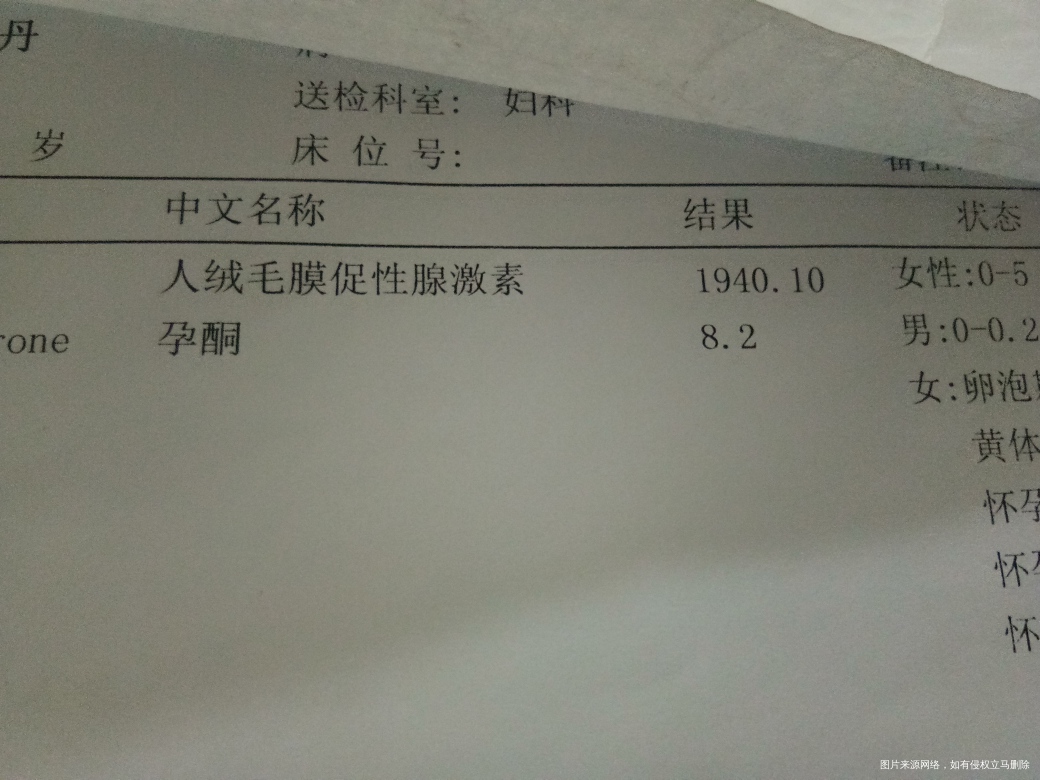 丹
送检科室： 妇科
岁 床 位 号：
中文名称 结果 状态
人绒毛膜促性腺激素 1940.10 女性:0-5
rone 孕酮 8.2 男:0-0.2
女:卵泡
黄体
怀孕
怀
怀
图片来源网络，如有侵权立马删除